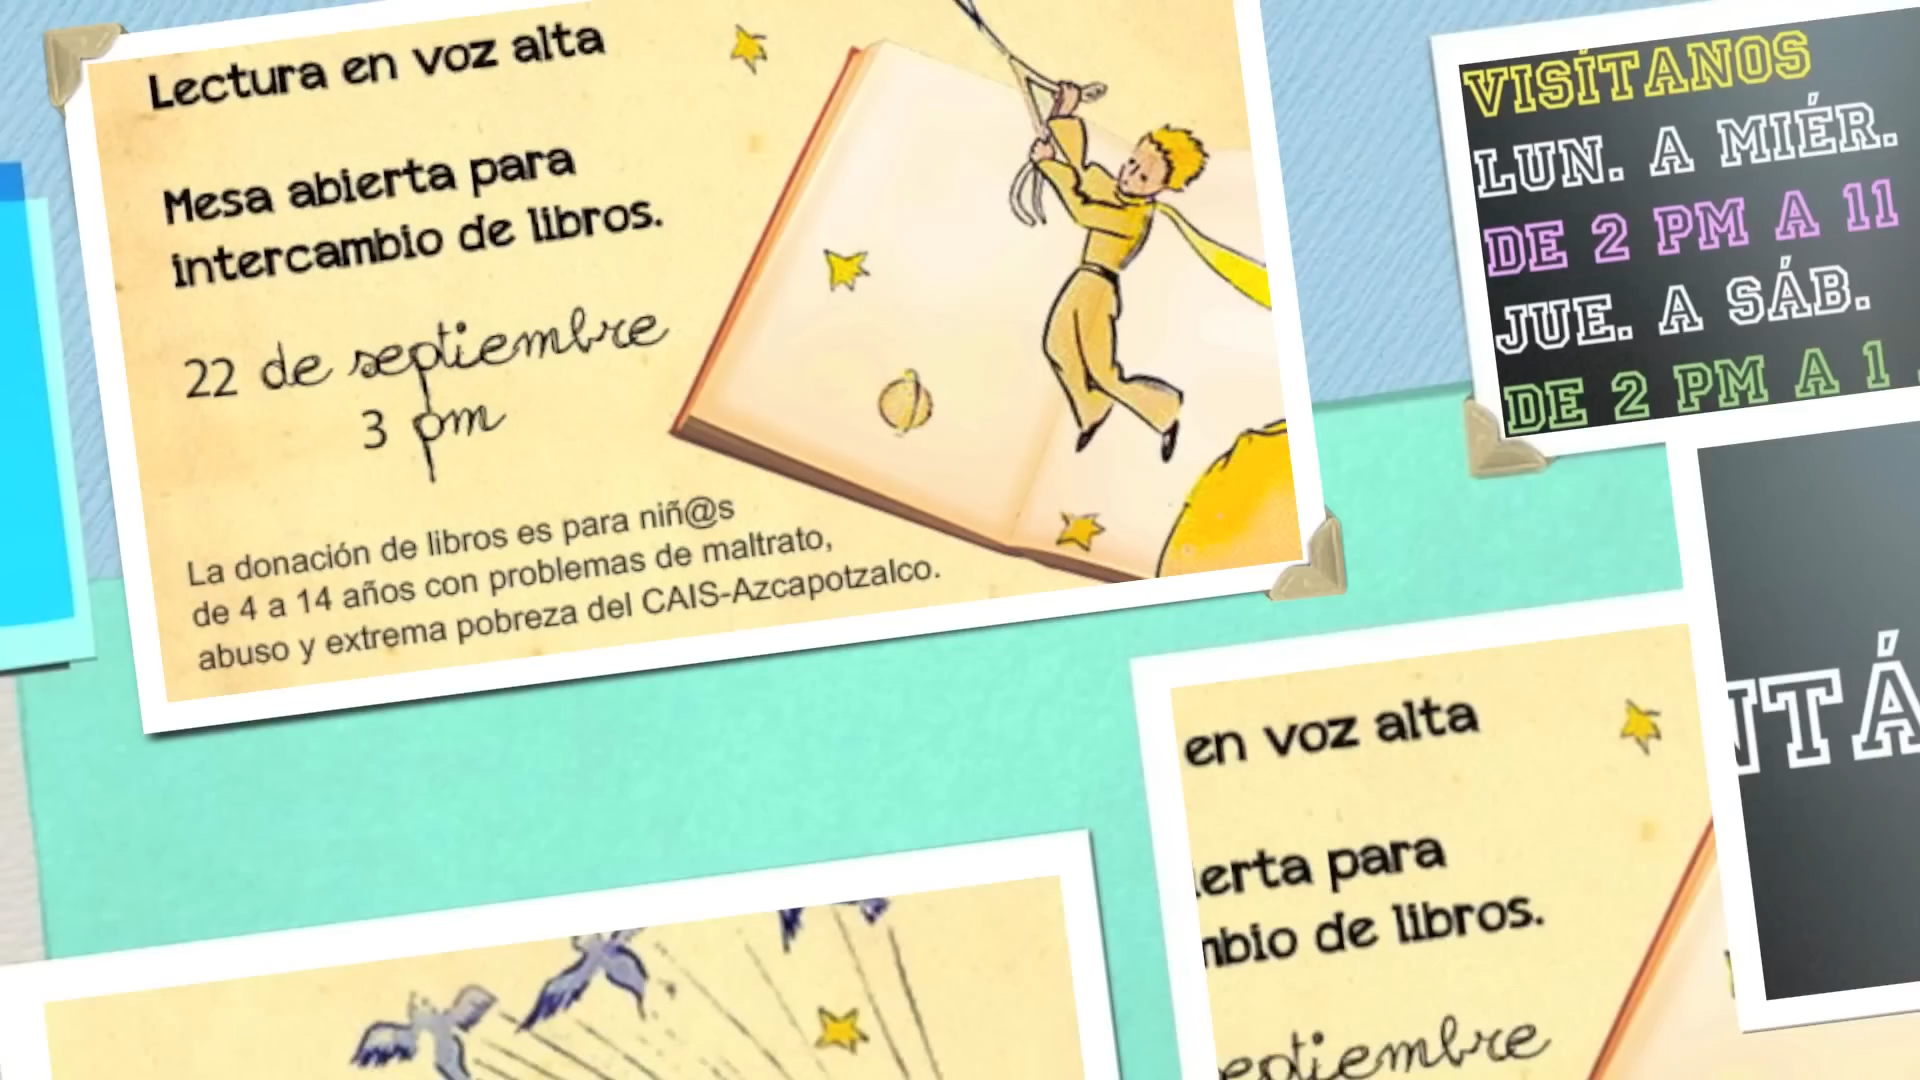 Lectura en voz alta
Mesa abierta para
intercambio de libros.
22 de septiembre
3 pm
La donación de libros es para niñ@s
de 4 a 14 años con problemas de maltrato,
abuso y extrema pobreza del CAIS-Azcapotzalco.
VISÍTANOS
LUN. A MIÉR.
DE 2 PM A 11
JUE. A SÁB.
DE 2 PM A 1
en voz alta
erta para
mbio de libros.
eptiembre
NTÁ